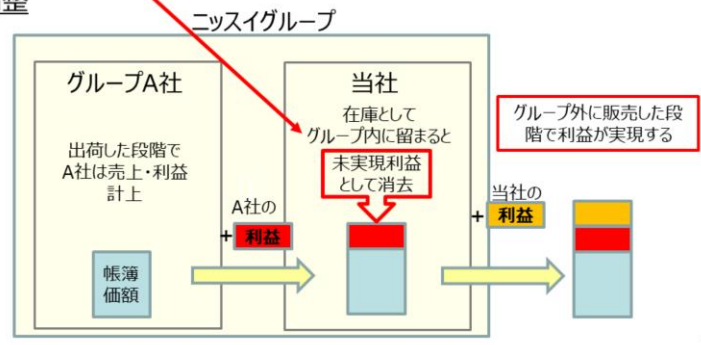 ニッスイグループ
グループA社
出荷した段階で
A社は売上・利益
計上
帳簿
価額
A社の
+ 利益
当社
在庫として
グループ内に留まると
未実現利益
として消去
当社の
+ 利益
グループ外に販売した段
階で利益が実現する